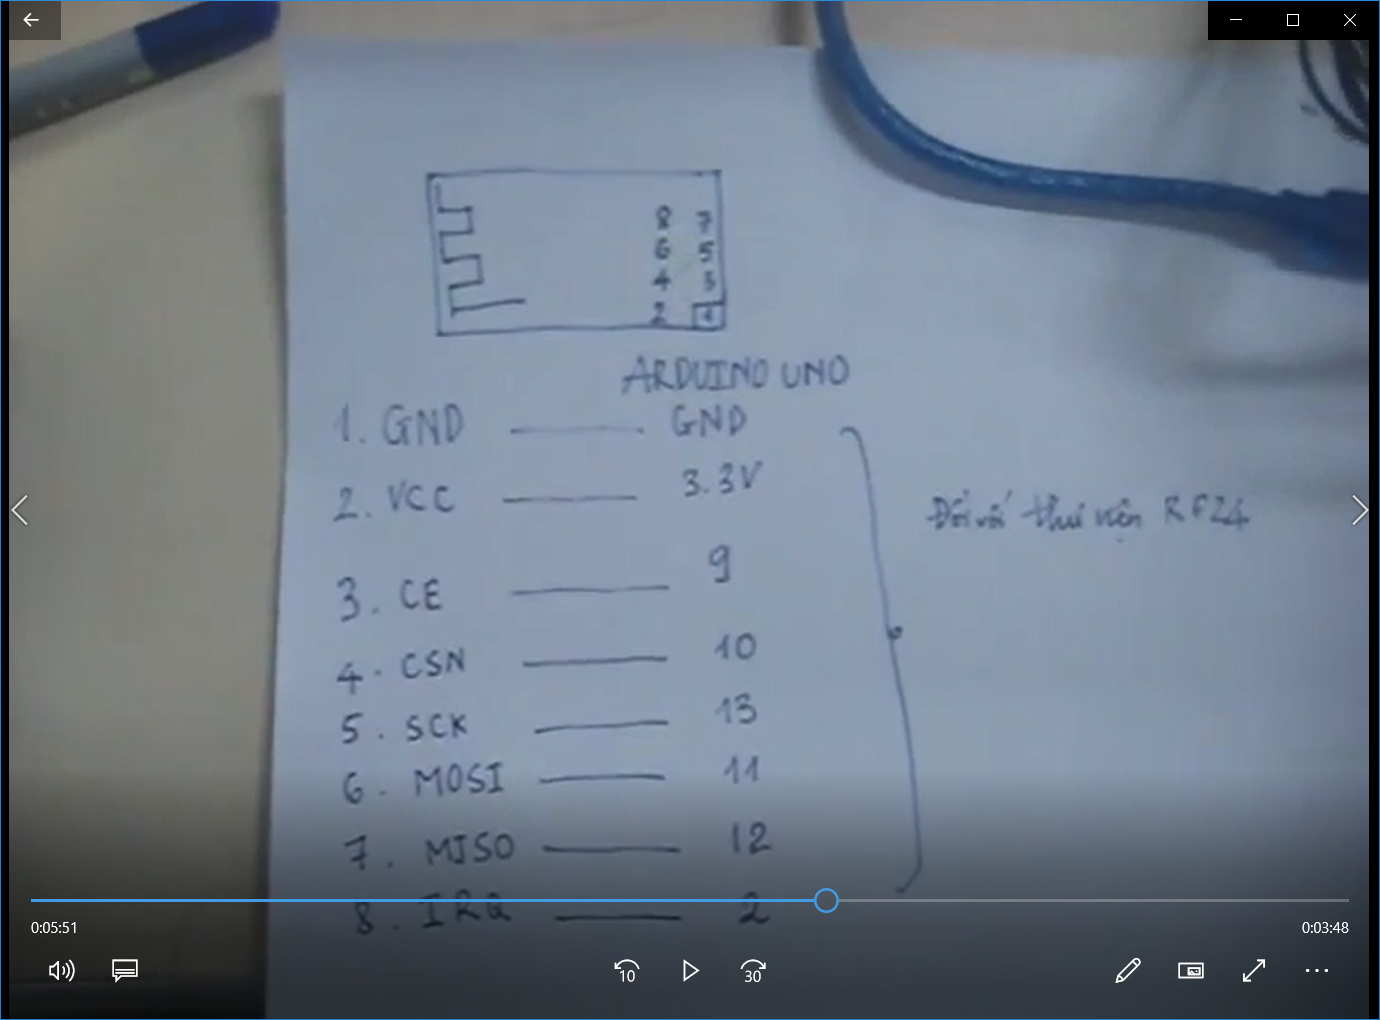 8 7
6 5
4 3
2 1
ARDUINO UNO
1. GND —— GND
2. VCC —— 3.3V
3. CE —— 9
4. CSN —— 10
5. SCK —— 13
6. MOSI —— 11
7. MISO —— 12
8. IRQ —— 2
Đối với thư viện RF24
0:05:51
0:03:48
10
30